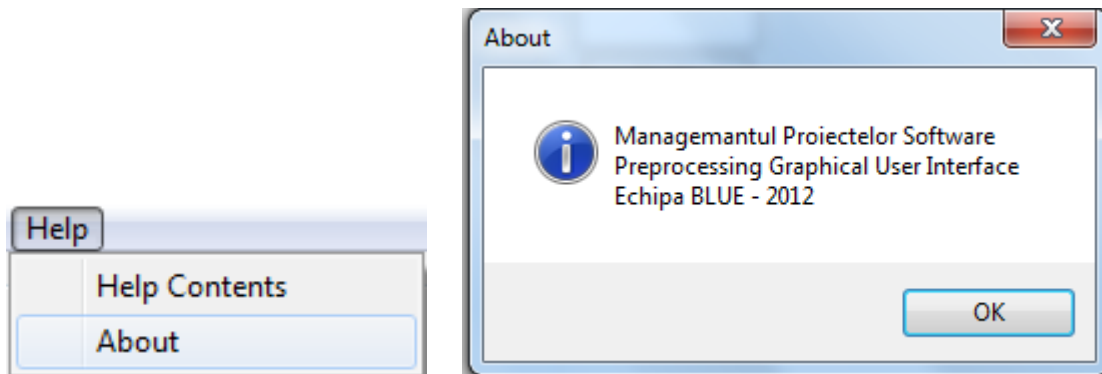 Help
Help Contents
About
About
Managemantul Proiectelor Software
Preprocessing Graphical User Interface
Echipa BLUE - 2012
OK